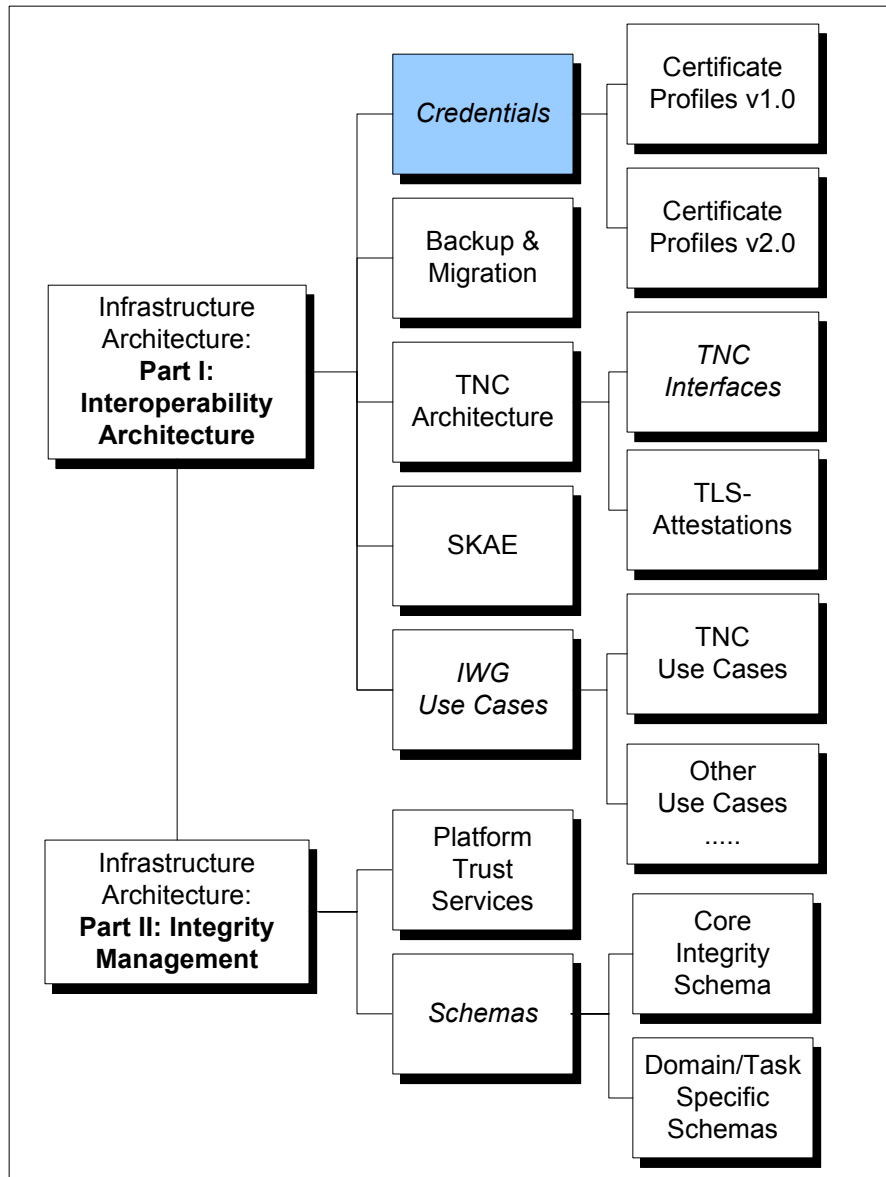 Infrastructure
Architecture:
Part I:
Interoperability
Architecture
Credentials
Certificate
Profiles v1.0
Certificate
Profiles v2.0
Backup &
Migration
TNC
Architecture
TNC
Interfaces
TLS-
Attestations
SKAE
IWG
Use Cases
TNC
Use Cases
Other
Use Cases
.....
Infrastructure
Architecture:
Part II: Integrity
Management
Platform
Trust
Services
Schemas
Core
Integrity
Schema
Domain/Task
Specific
Schemas